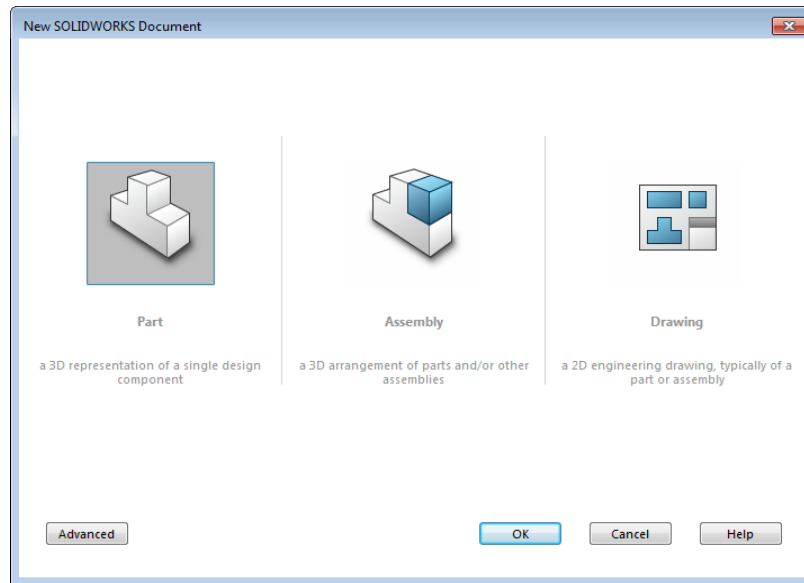 New SOLIDWORKS Document
Part
a 3D representation of a single design
component
Assembly
a 3D arrangement of parts and/or other
assemblies
Drawing
a 2D engineering drawing, typically of a
part or assembly
Advanced
OK
Cancel
Help